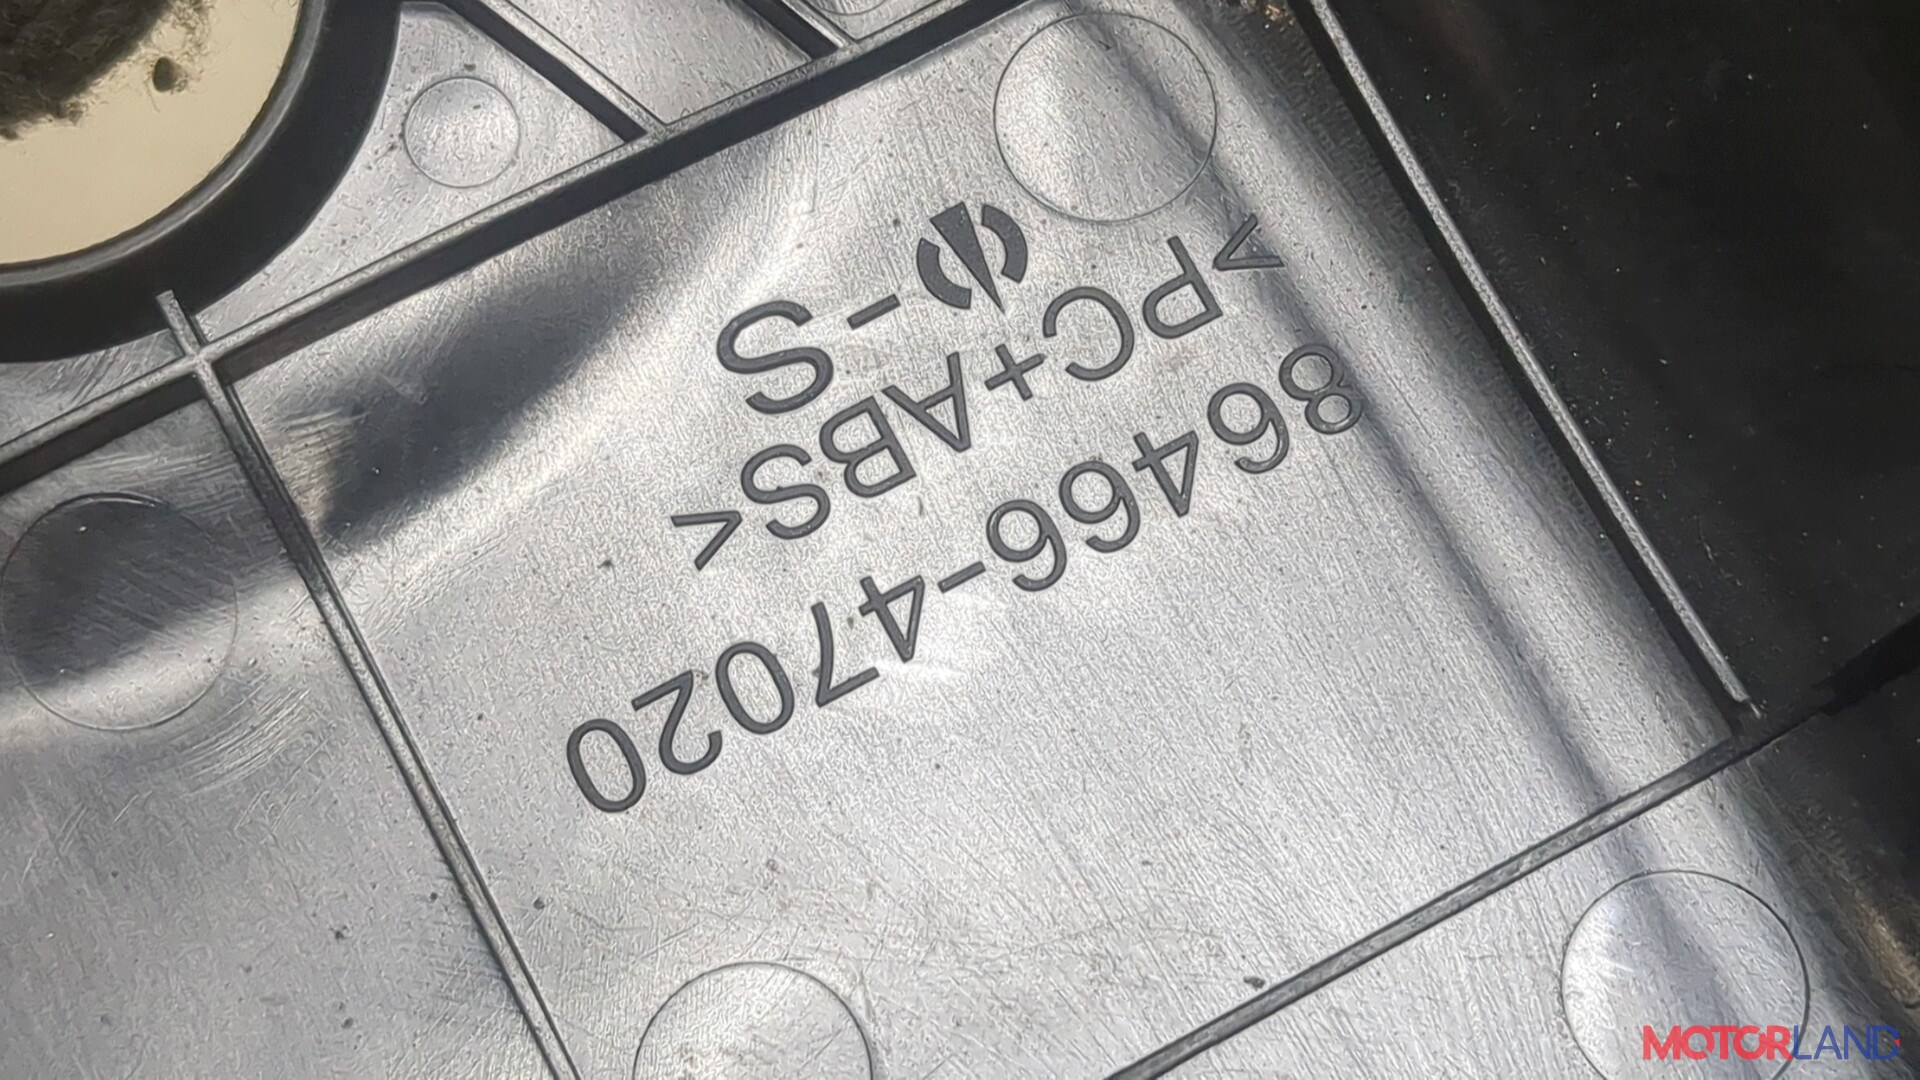 86466-47020
>PC+ABS<
-S
MOTORLAND